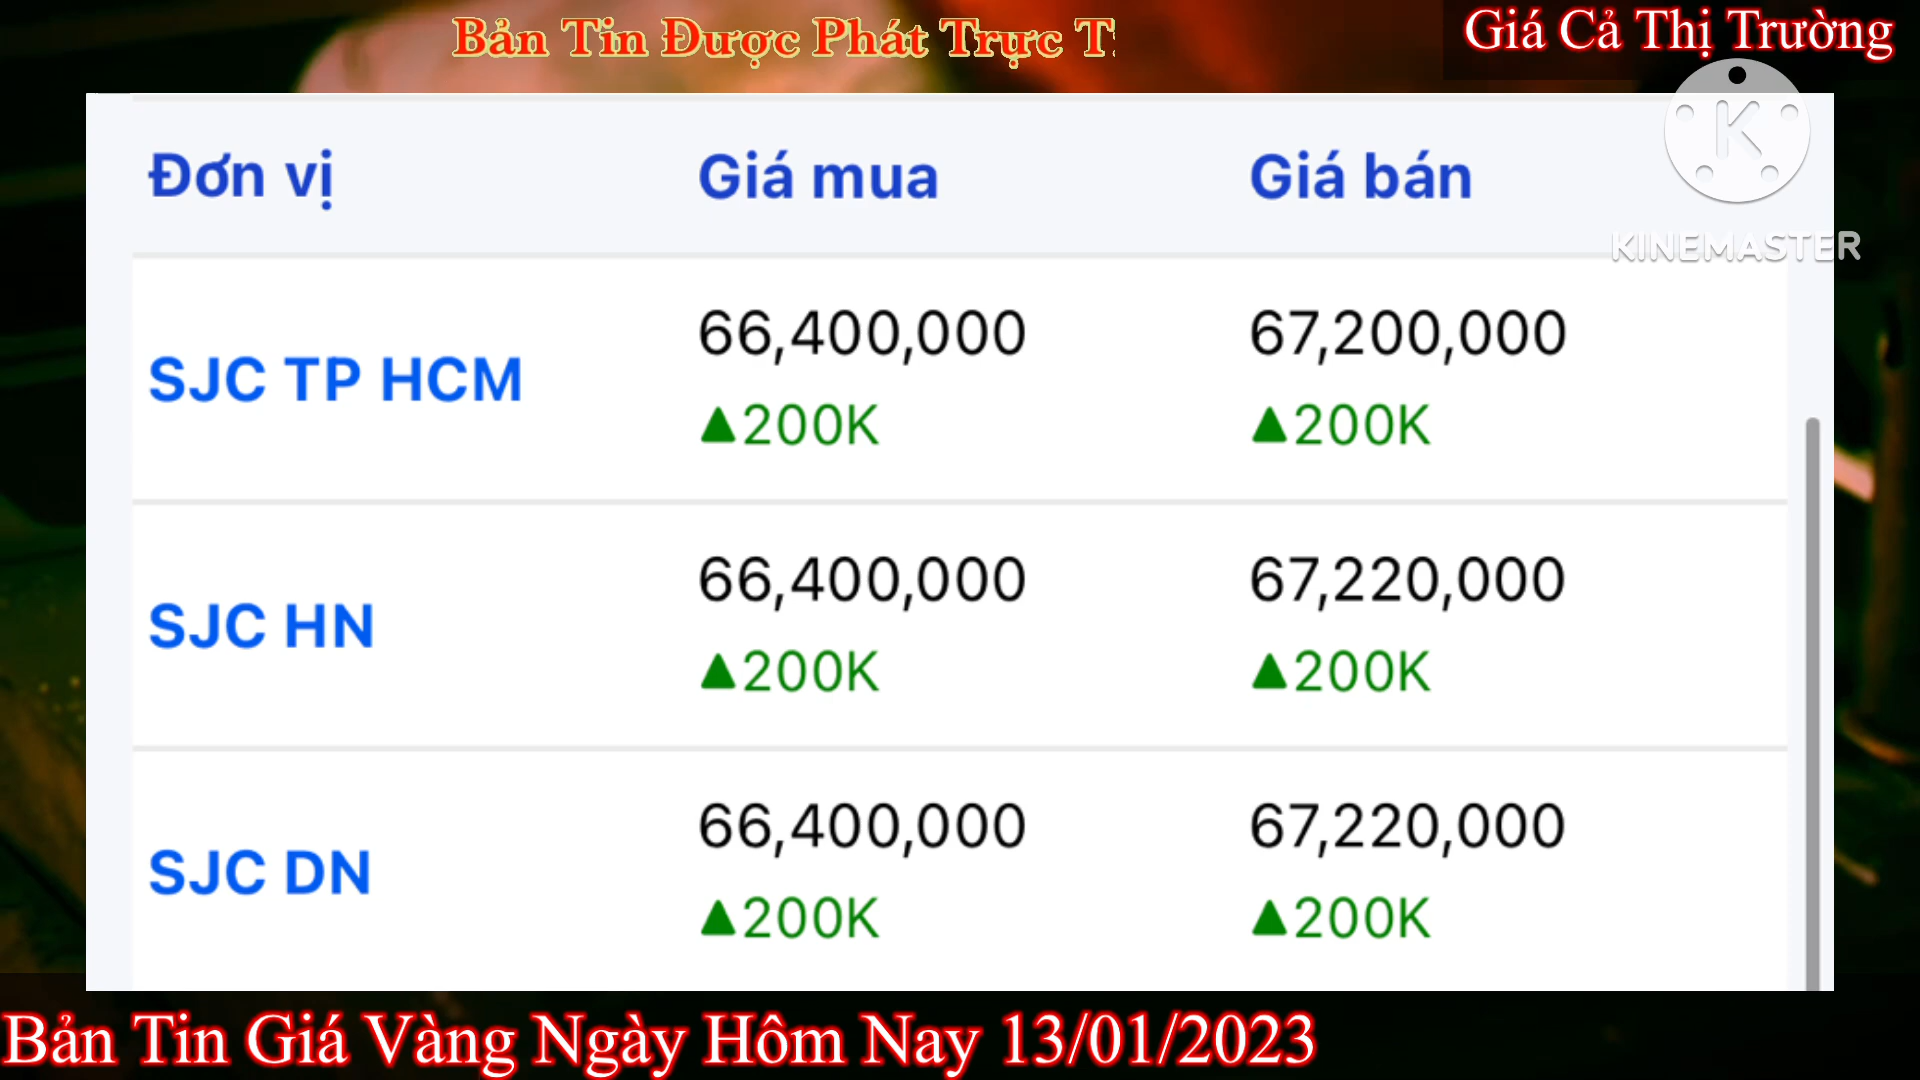 Bản Tin Được Phát Trực
Giá Cả Thị Trường
K
KINEMASTER
Đơn vị Giá mua Giá bán
66,400,000 67,200,000
SJC TP HCM
▲200K ▲200K
66,400,000 67,220,000
SJC HN
▲200K ▲200K
66,400,000 67,220,000
SJC DN
▲200K ▲200K
Bản Tin Giá Vàng Ngày Hôm Nay 13/01/2023